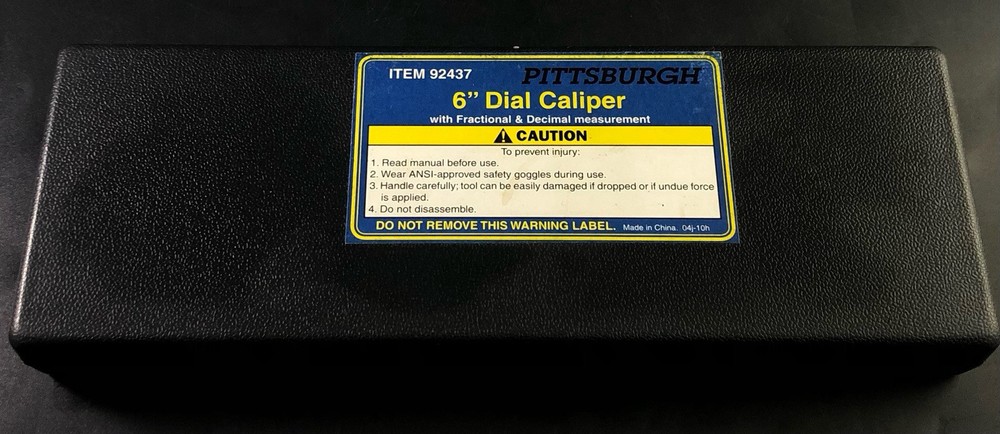 ITEM 92437 PITTSBURGH
6” Dial Caliper
with Fractional & Decimal measurement
CAUTION
To prevent injury:
1. Read manual before use.
2. Wear ANSI-approved safety goggles during use.
3. Handle carefully; tool can be easily damaged if dropped or if undue force
is applied.
4. Do not disassemble.
DO NOT REMOVE THIS WARNING LABEL. Made in China. 04j-10h